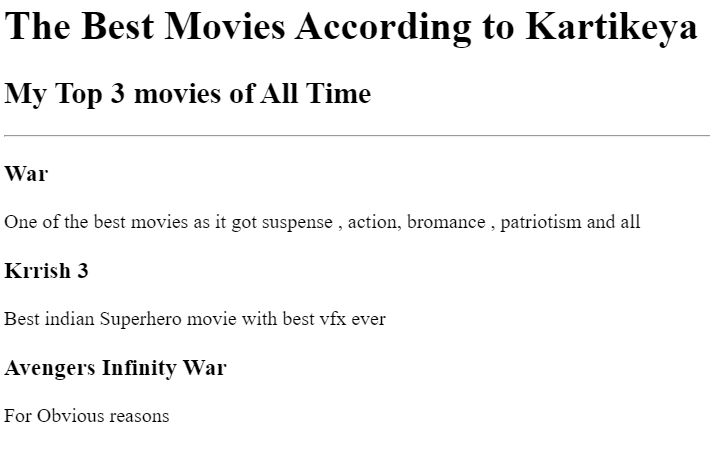 The Best Movies According to Kartikeya
My Top 3 movies of All Time
War
One of the best movies as it got suspense , action, bromance , patriotism and all
Krrish 3
Best indian Superhero movie with best vfx ever
Avengers Infinity War
For Obvious reasons